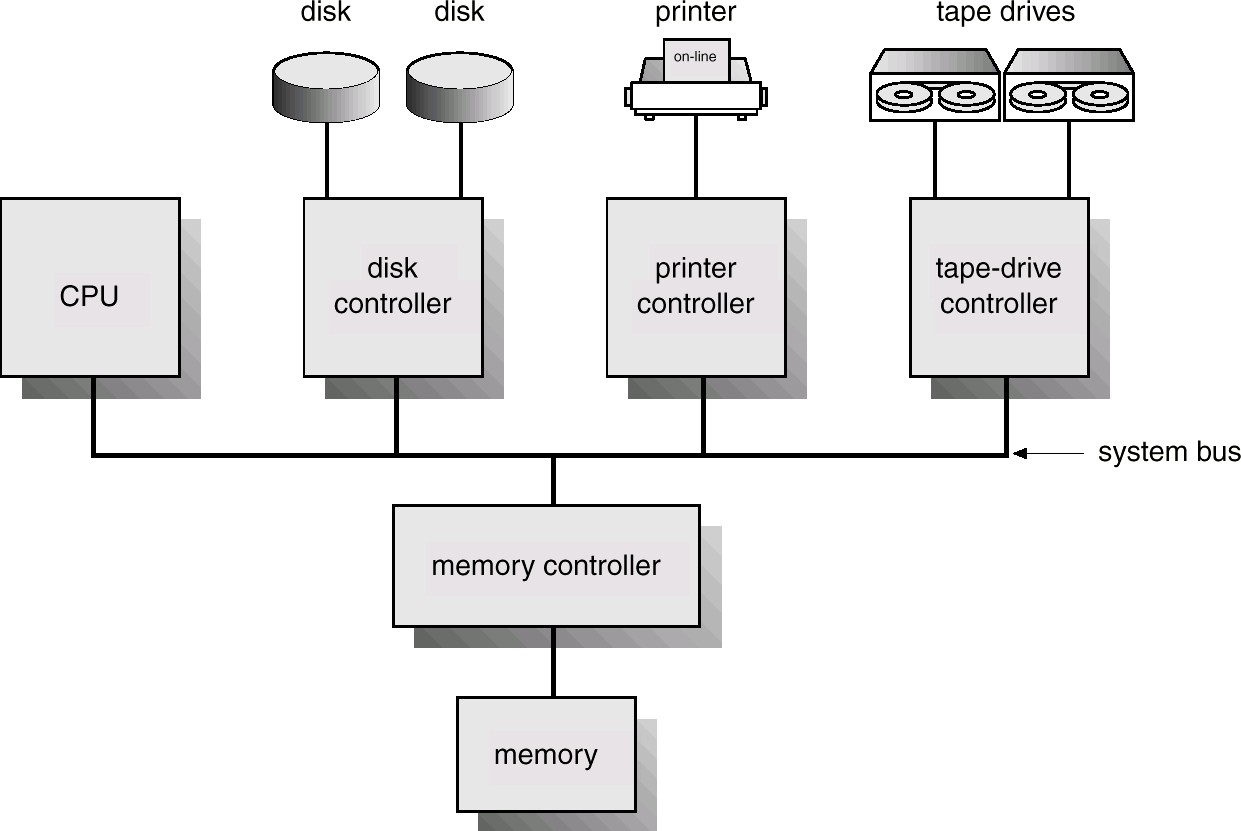 disk
disk
printer
tape drives
on-line
CPU
disk
controller
printer
controller
tape-drive
controller
system bus
memory controller
memory